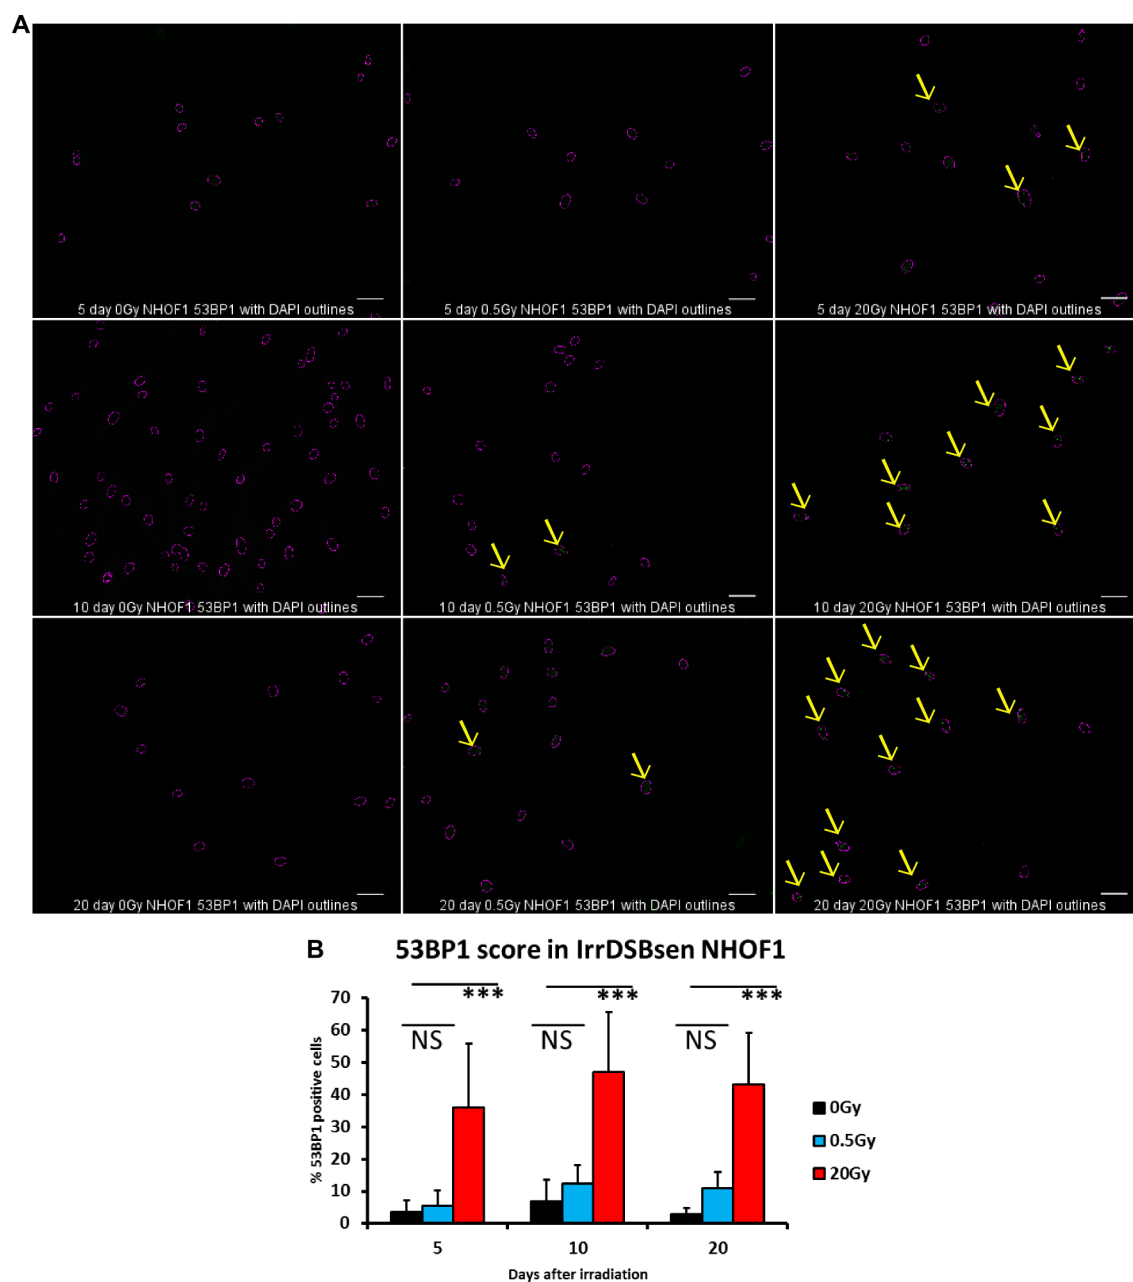 A
5 day 0Gy NHOF1 53BP1 with DAPI outlines
5 day 0.5Gy NHOF1 53BP1 with DAPI outlines
5 day 20Gy NHOF1 53BP1 with DAPI outlines
10 day 0Gy NHOF1 53BP1 with DAPI outlines
10 day 0.5Gy NHOF1 53BP1 with DAPI outlines
10 day 20Gy NHOF1 53BP1 with DAPI outlines
20 day 0Gy NHOF1 53BP1 with DAPI outlines
20 day 0.5Gy NHOF1 53BP1 with DAPI outlines
20 day 20Gy NHOF1 53BP1 with DAPI outlines
B
53BP1 score in IrrDSBsen NHOF1
% 53BP1 positive cells
70
60
50
40
30
20
10
0
***
***
***
NS
NS
NS
0Gy
0.5Gy
20Gy
5
10
20
Days after irradiation